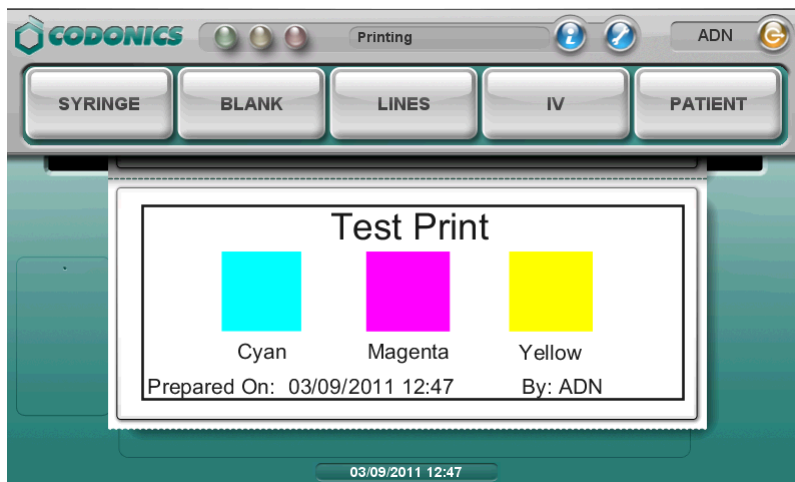 CODONICS Printing ADN
SYRINGE BLANK LINES IV PATIENT
Test Print
Cyan Magenta Yellow
Prepared On: 03/09/2011 12:47 By: ADN
03/09/2011 12:47